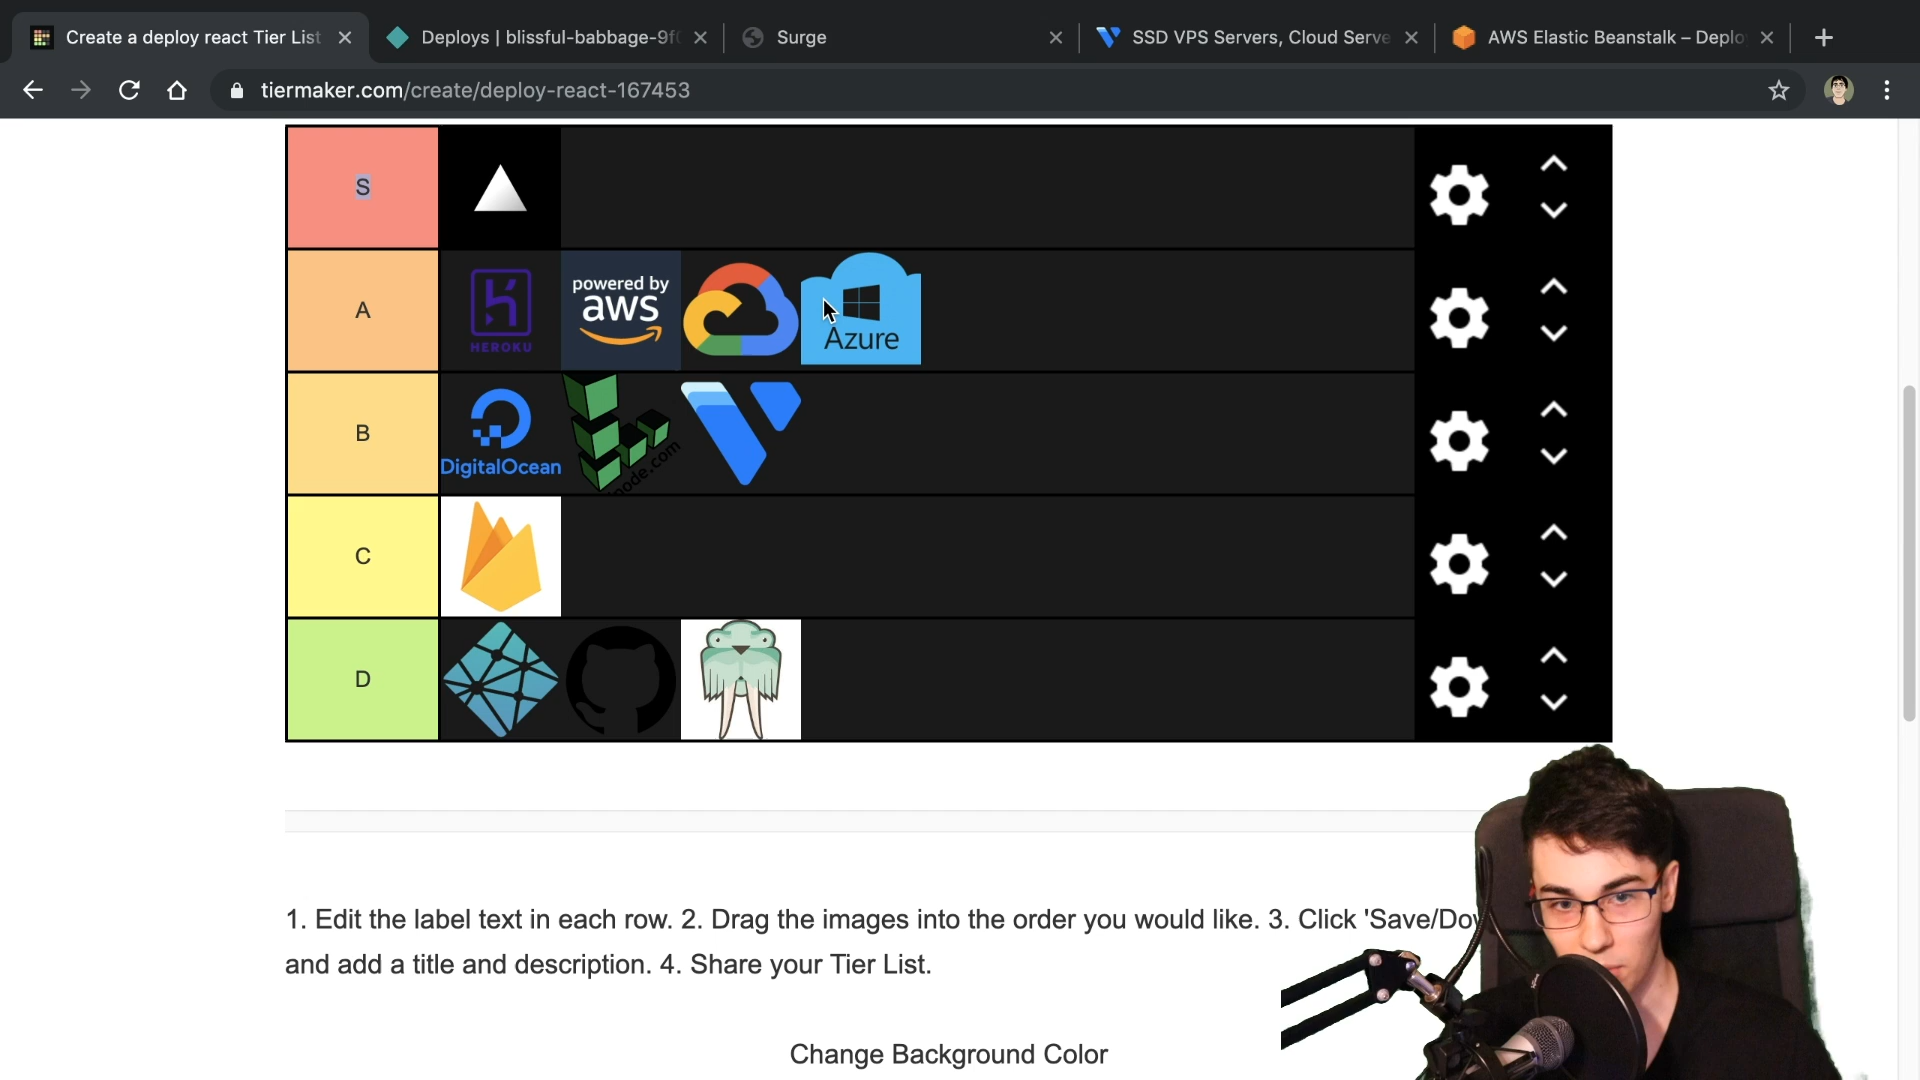 Create a deploy react Tier List
Deploys | blissful-babbage-9f
Surge
SSD VPS Servers, Cloud Serve
AWS Elastic Beanstalk – Deplo
tiermaker.com/create/deploy-react-167453
S
A
HEROKU
powered by
aws
Azure
B
DigitalOcean
node.com
C
D
1. Edit the label text in each row. 2. Drag the images into the order you would like. 3. Click 'Save/Dow
and add a title and description. 4. Share your Tier List.
Change Background Color